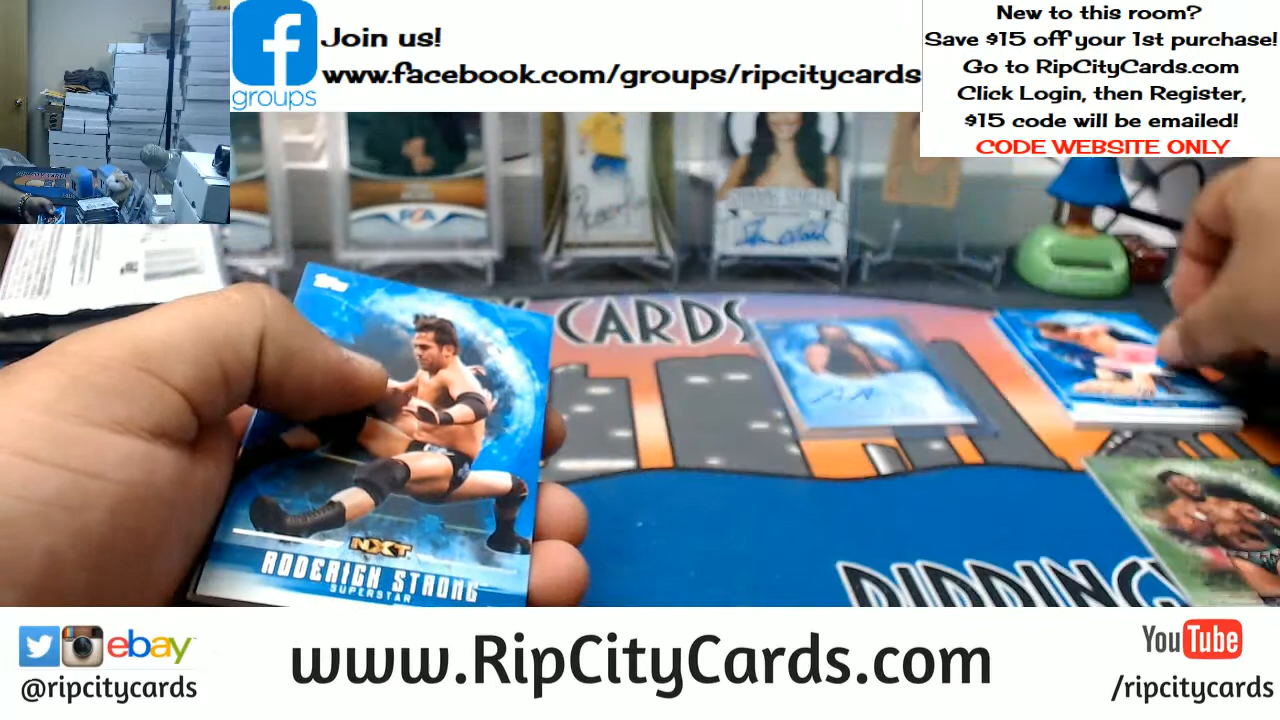 groups
Join us!
www.facebook.com/groups/ripcitycards
New to this room?
Save $15 off your 1st purchase!
Go to RipCityCards.com
Click Login, then Register,
$15 code will be emailed!
CODE WEBSITE ONLY
Topps
CARDS
NXT
RODERICK STRONG
SUPERSTAR
ebay
@ripcitycards
www.RipCityCards.com
YouTube
/ripcitycards